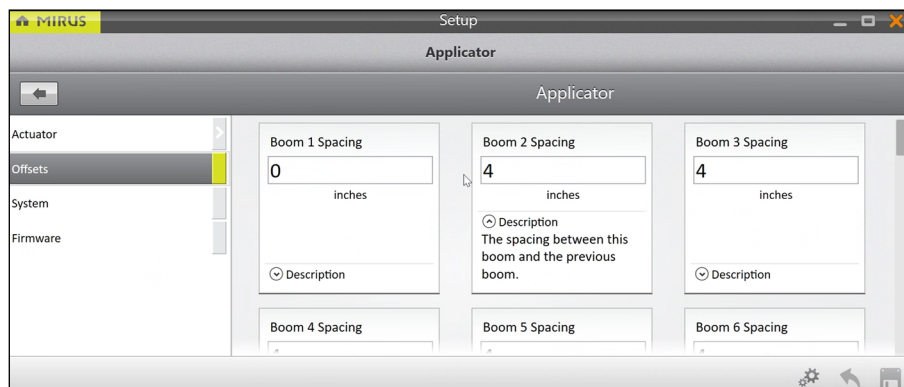 MIRUS
Setup
Applicator
Applicator
Actuator
Offsets
System
Firmware
Boom 1 Spacing
0
inches
Description
Boom 2 Spacing
4
inches
Description
The spacing between this
boom and the previous
boom.
Boom 3 Spacing
4
inches
Description
Boom 4 Spacing
Boom 5 Spacing
Boom 6 Spacing